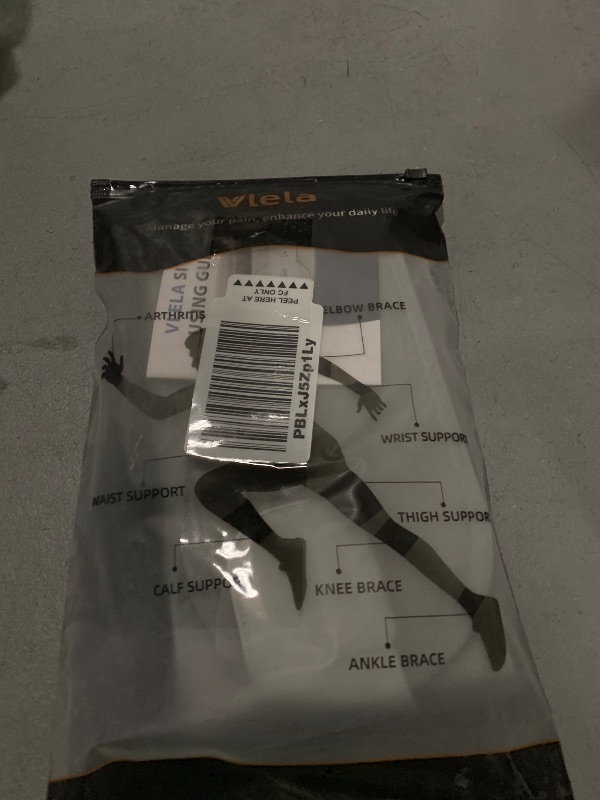 Vlela
Manage your pain, enhance your daily life
PEEL HERE AT
FC ONLY
ARTHRITIS
ELBOW BRACE
PBLxJ5Zp1Ly
WRIST SUPPORT
WAIST SUPPORT
THIGH SUPPOR
CALF SUPPO
KNEE BRACE
ANKLE BRACE